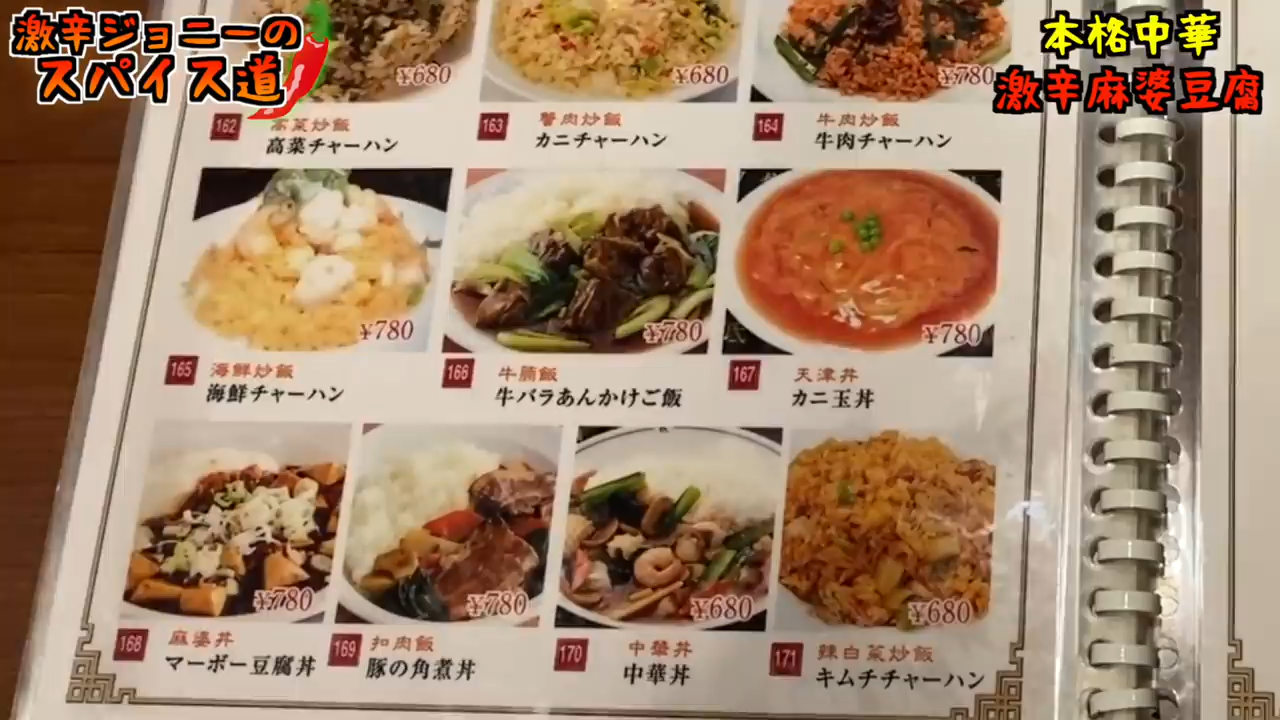 激辛ジョニーの
スパイス道
本格中華
激辛麻婆豆腐
¥680
¥680
¥780
162 高菜炒飯
高菜チャーハン
163 蟹肉炒飯
カニチャーハン
164 牛肉炒飯
牛肉チャーハン
¥780
¥780
¥780
165 海鮮炒飯
海鮮チャーハン
166 牛腩飯
牛バラあんかけご飯
167 天津丼
カニ玉丼
¥780
¥780
¥680
¥680
168 麻婆丼
マーボー豆腐丼
169 扣肉飯
豚の角煮丼
170 中華丼
中華丼
171 辣白菜炒飯
キムチチャーハン